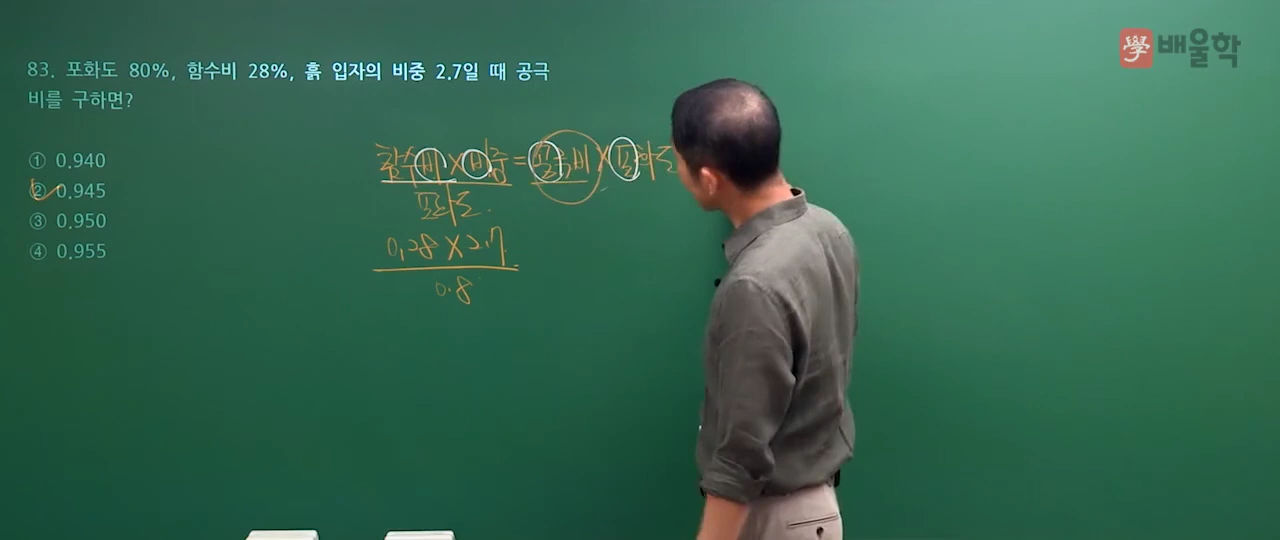 學 배울학
83. 포화도 80%, 함수비 28%, 흙 입자의 비중 2.7일 때 공극
비를 구하면?
① 0.940
② 0.945
③ 0.950
④ 0.955
함수비 × 비중 = 공극비 × 포화도
포화도.
0.28 × 2.7
0.8